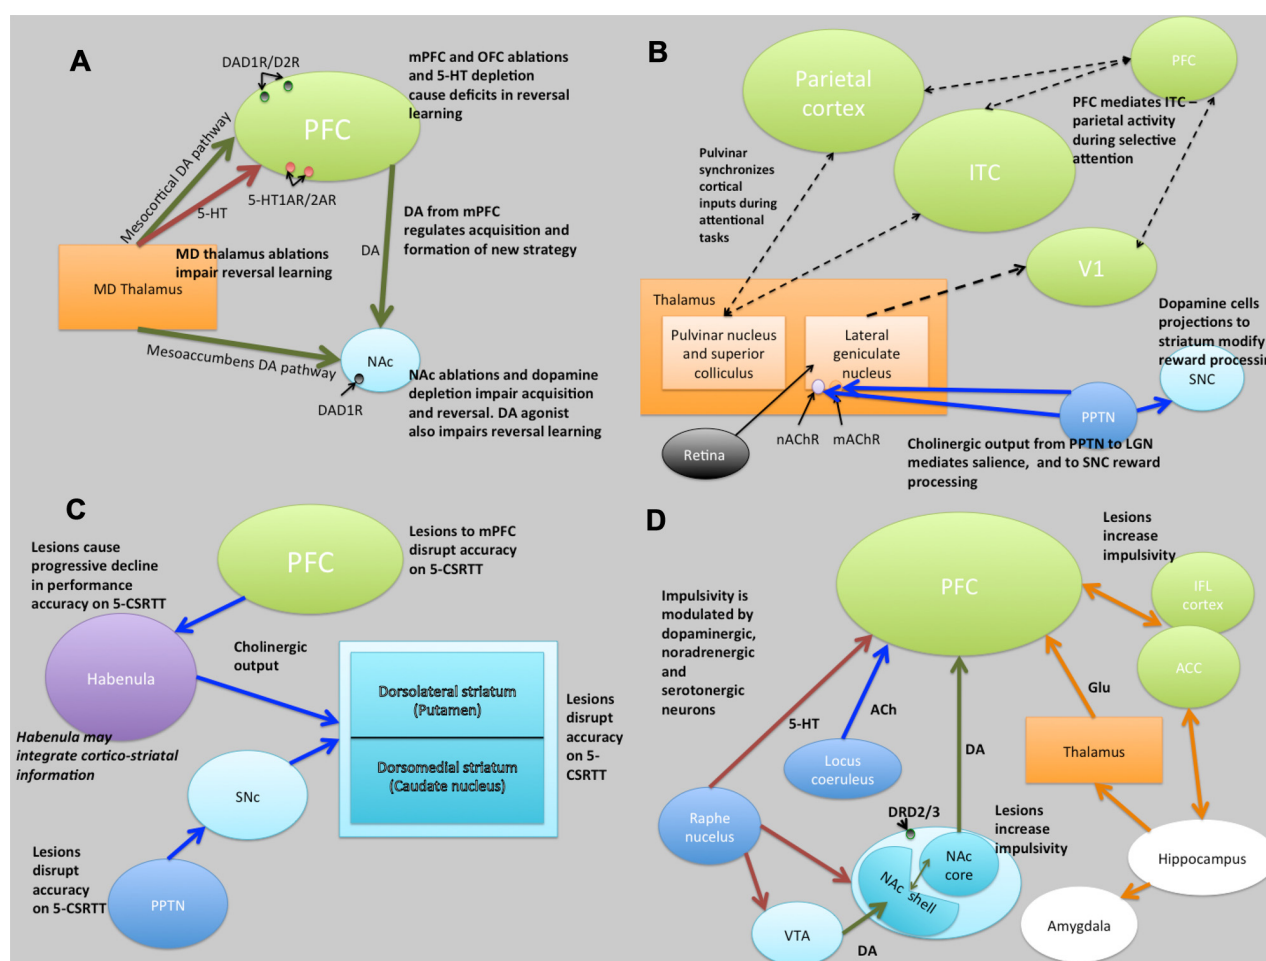 A
DAD1R/D2R
mPFC and OFC ablations
and 5-HT depletion
cause deficits in reversal
learning
PFC
Mesocortical DA pathway
5-HT
5-HT1AR/2AR
MD thalamus ablations
impair reversal learning
MD Thalamus
DA
DA from mPFC
regulates acquisition and
formation of new strategy
Mesoaccumbens DA pathway
NAc
DAD1R
NAc ablations and dopamine
depletion impair acquisition
and reversal. DA agonist
also impairs reversal learning
B
Parietal
cortex
PFC
PFC mediates ITC –
parietal activity
during selective
attention
ITC
Pulvinar
synchronizes
cortical
inputs during
attentional
tasks
V1
Thalamus
Pulvinar nucleus
and superior
colliculus
Lateral
geniculate
nucleus
Dopamine cells
projections to
striatum modify
reward processin
SNC
PPTN
nAChR
mAChR
Retina
Cholinergic output from PPTN to LGN
mediates salience, and to SNC reward
processing
C
Lesions cause
progressive decline
in performance
accuracy on 5-CSRTT
PFC
Lesions to mPFC
disrupt accuracy
on 5-CSRTT
Habenula
Cholinergic
output
Habenula may
integrate cortico-striatal
information
Dorsolateral striatum
(Putamen)
Dorsomedial striatum
(Caudate nucleus)
Lesions
disrupt
accuracy
on 5-
CSRTT
SNc
Lesions
disrupt
accuracy
on 5-CSRTT
PPTN
D
Lesions
increase
impulsivity
PFC
IFL
cortex
ACC
Impulsivity is
modulated by
dopaminergic,
noradrenergic
and
serotonergic
neurons
5-HT
ACh
DA
Glu
Locus
coeruleus
Thalamus
Raphe
nucelus
DRD2/3
Lesions
increase
impulsivity
NAc
core
NAc shell
Hippocampus
VTA
DA
Amygdala